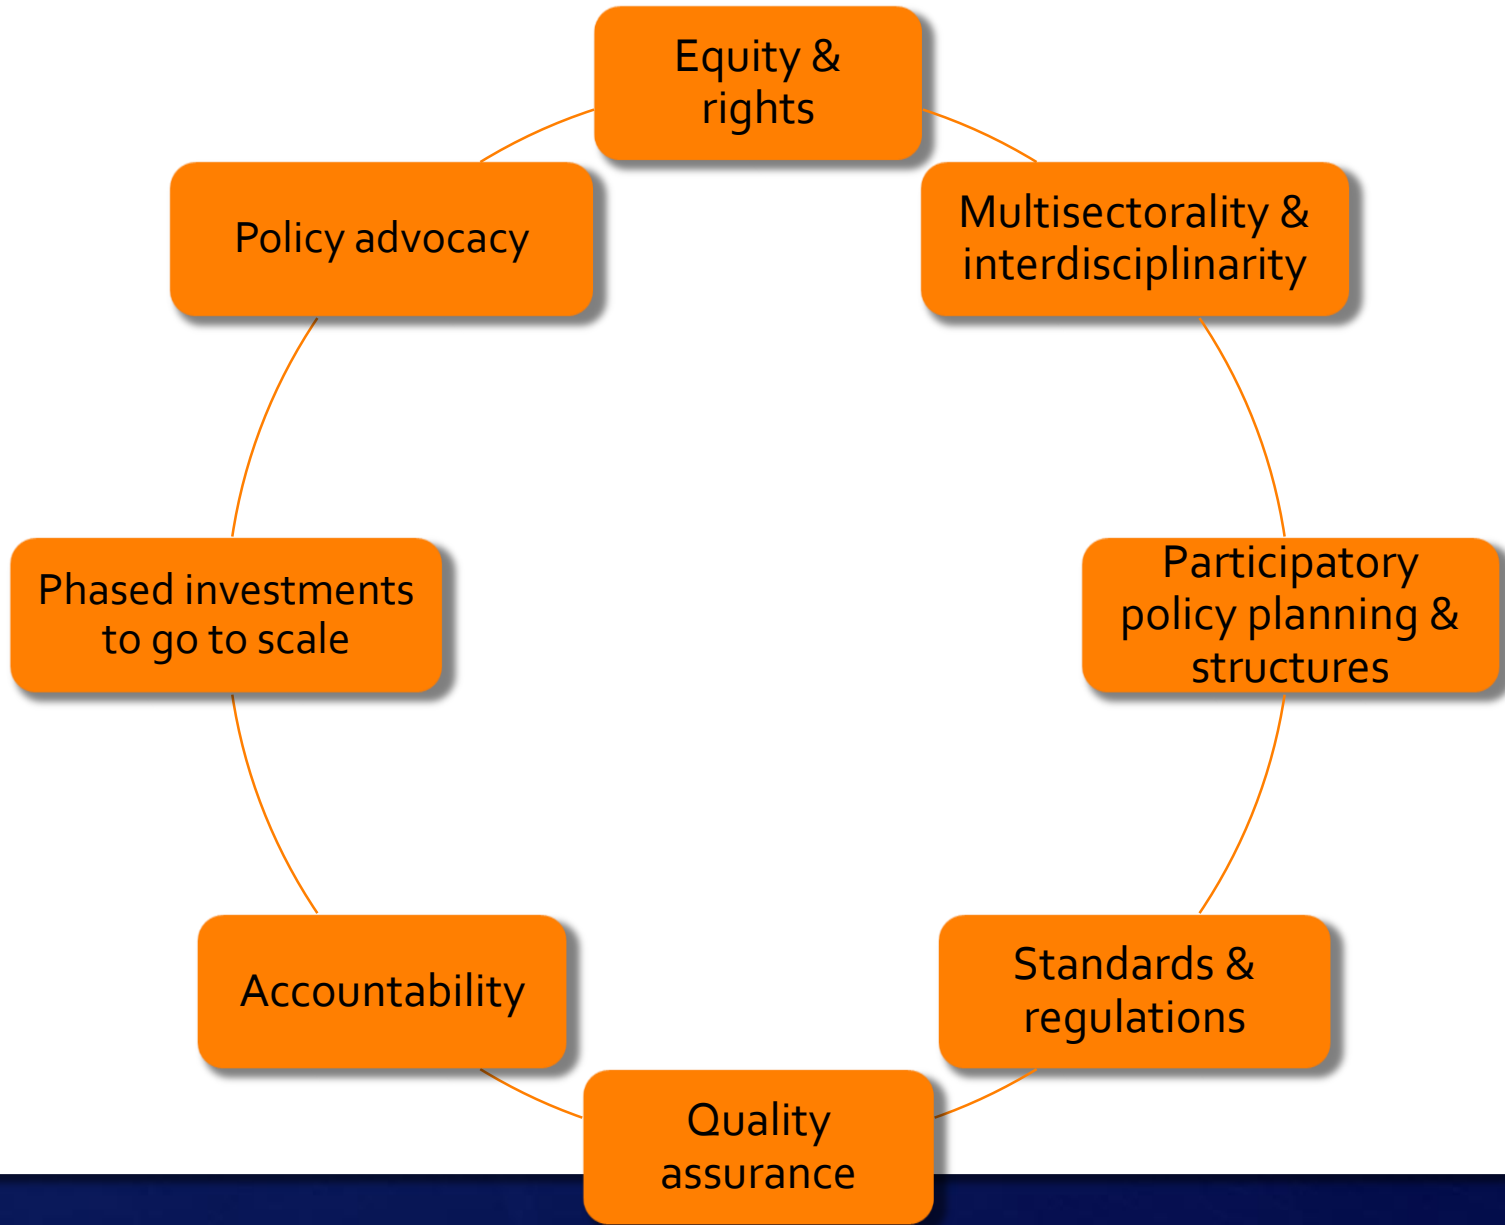 Equity &
rights
Multisectorality &
interdisciplinarity
Participatory
policy planning &
structures
Standards &
regulations
Quality
assurance
Accountability
Phased investments
to go to scale
Policy advocacy